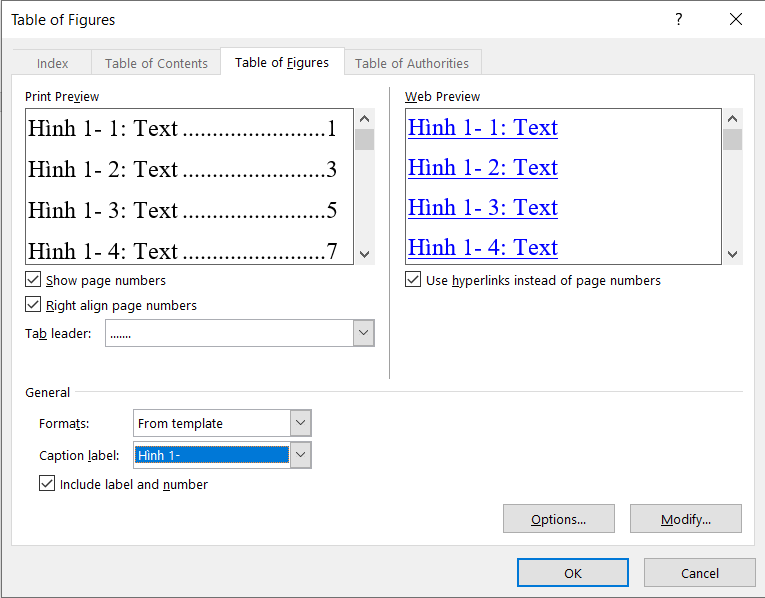 Table of Figures
?
Index
Table of Contents
Table of Figures
Table of Authorities
Print Preview
Hình 1- 1: Text........................1
Hình 1- 2: Text........................3
Hình 1- 3: Text........................5
Hình 1- 4: Text........................7
Show page numbers
Right align page numbers
Tab leader:
.......
Web Preview
Hình 1- 1: Text
Hình 1- 2: Text
Hình 1- 3: Text
Hình 1- 4: Text
Use hyperlinks instead of page numbers
General
Formats:
From template
Caption label:
Hình 1-
Include label and number
Options...
Modify...
OK
Cancel